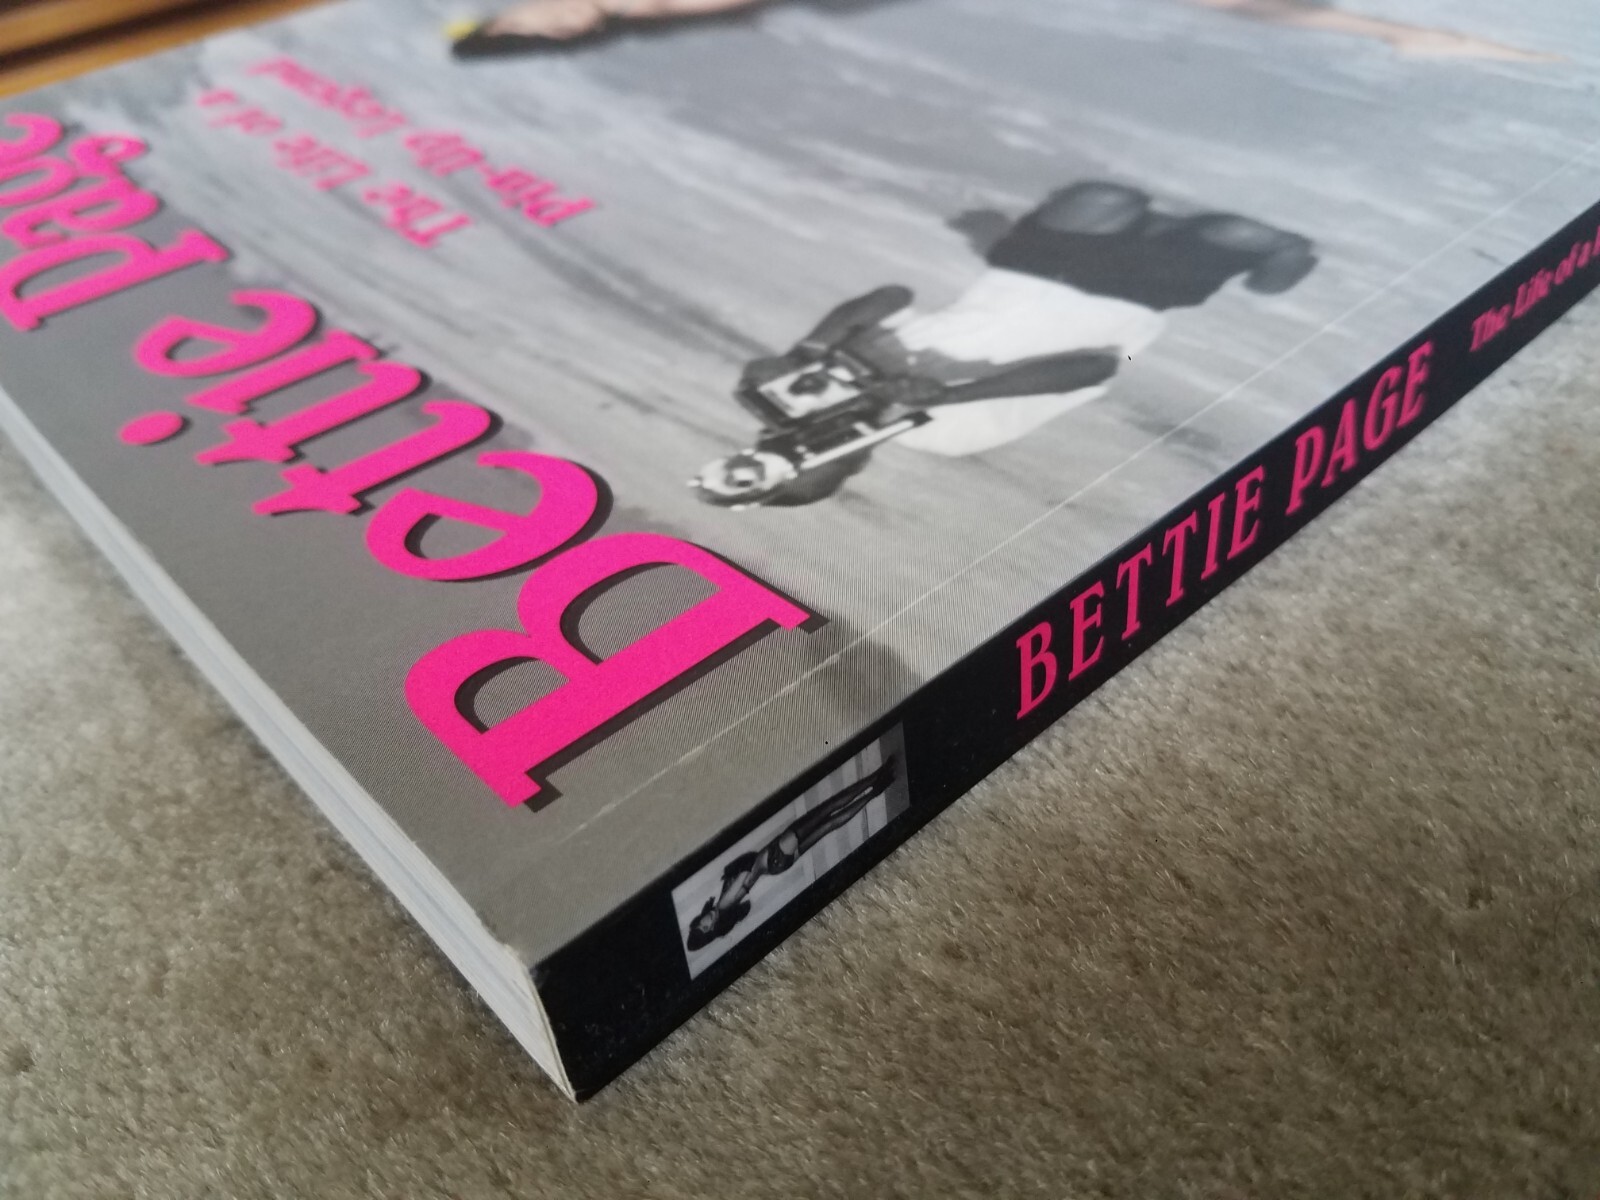 Bettie Page
The Life of a
Pin-Up Legend
BETTIE PAGE
The Life of a